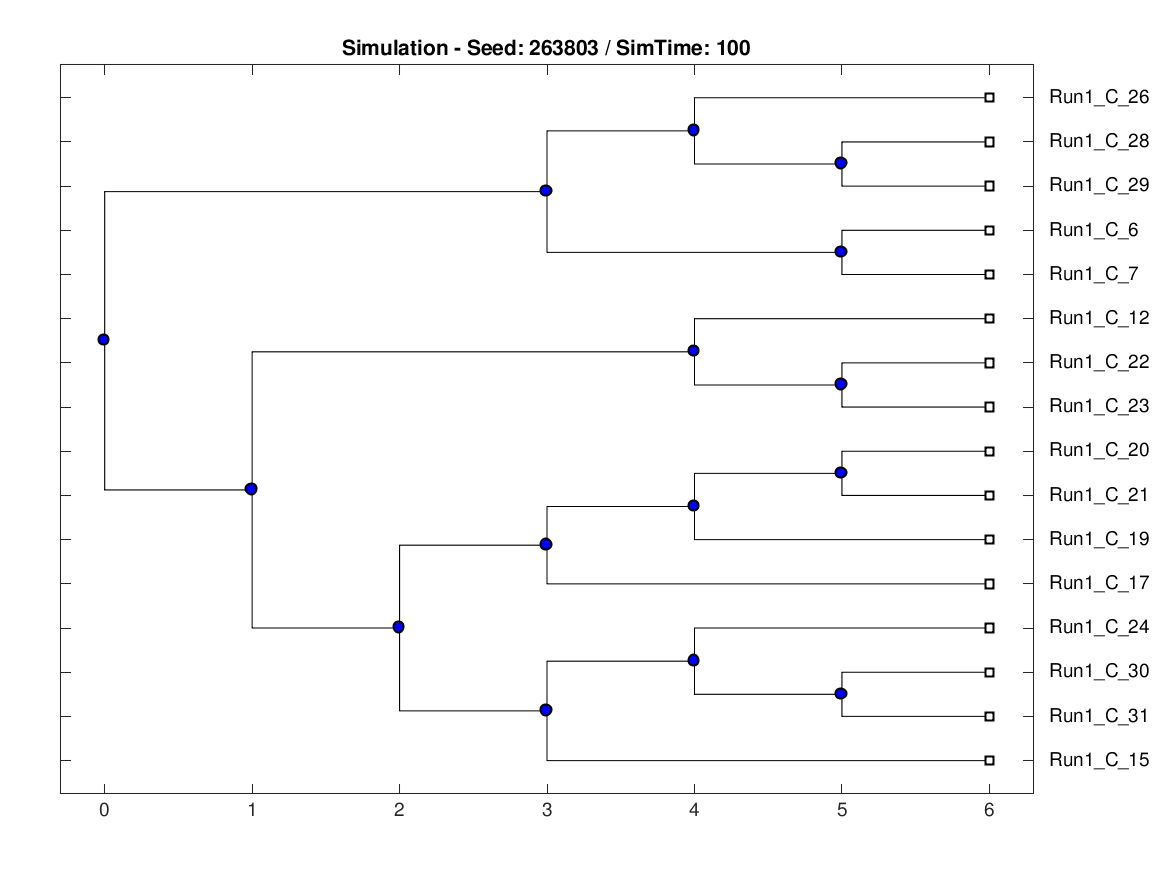 Simulation - Seed: 263803 / SimTime: 100
Run1_C_26
Run1_C_28
Run1_C_29
Run1_C_6
Run1_C_7
Run1_C_12
Run1_C_22
Run1_C_23
Run1_C_20
Run1_C_21
Run1_C_19
Run1_C_17
Run1_C_24
Run1_C_30
Run1_C_31
Run1_C_15
0 1 2 3 4 5 6